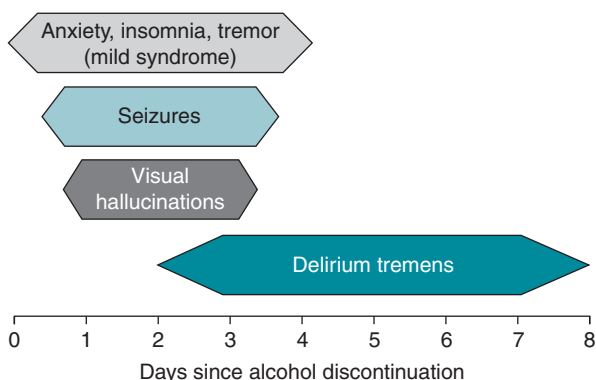 Anxiety, insomnia, tremor
(mild syndrome)
Seizures
Visual
hallucinations
Delirium tremens
0 1 2 3 4 5 6 7 8
Days since alcohol discontinuation